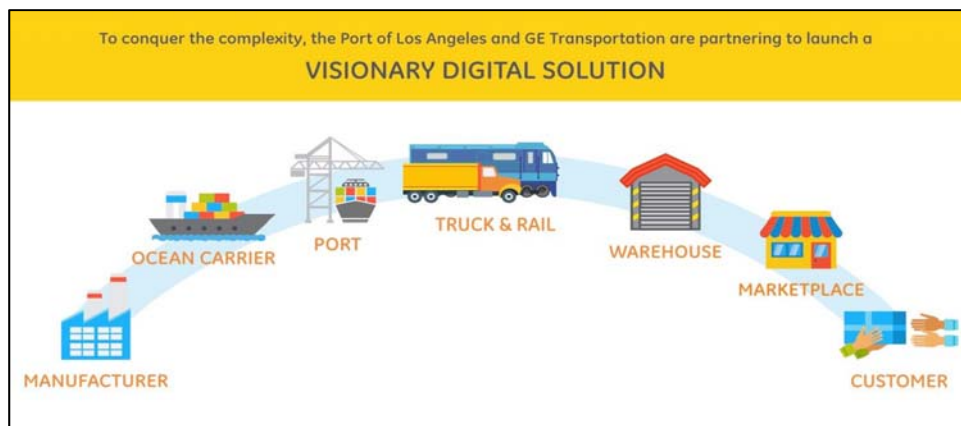 To conquer the complexity, the Port of Los Angeles and GE Transportation are partnering to launch a
VISIONARY DIGITAL SOLUTION
MANUFACTURER
OCEAN CARRIER
PORT
TRUCK & RAIL
WAREHOUSE
MARKETPLACE
CUSTOMER